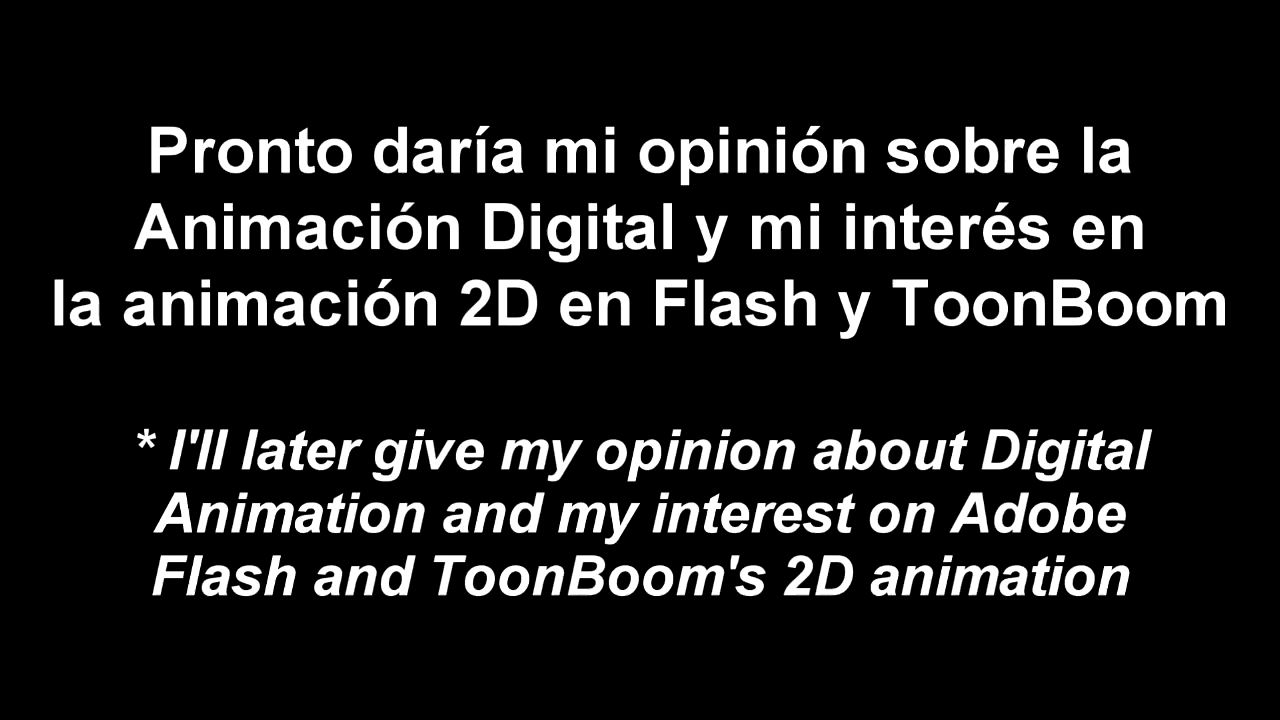 Pronto daría mi opinión sobre la
Animación Digital y mi interés en
la animación 2D en Flash y ToonBoom
* I'll later give my opinion about Digital
Animation and my interest on Adobe
Flash and ToonBoom's 2D animation